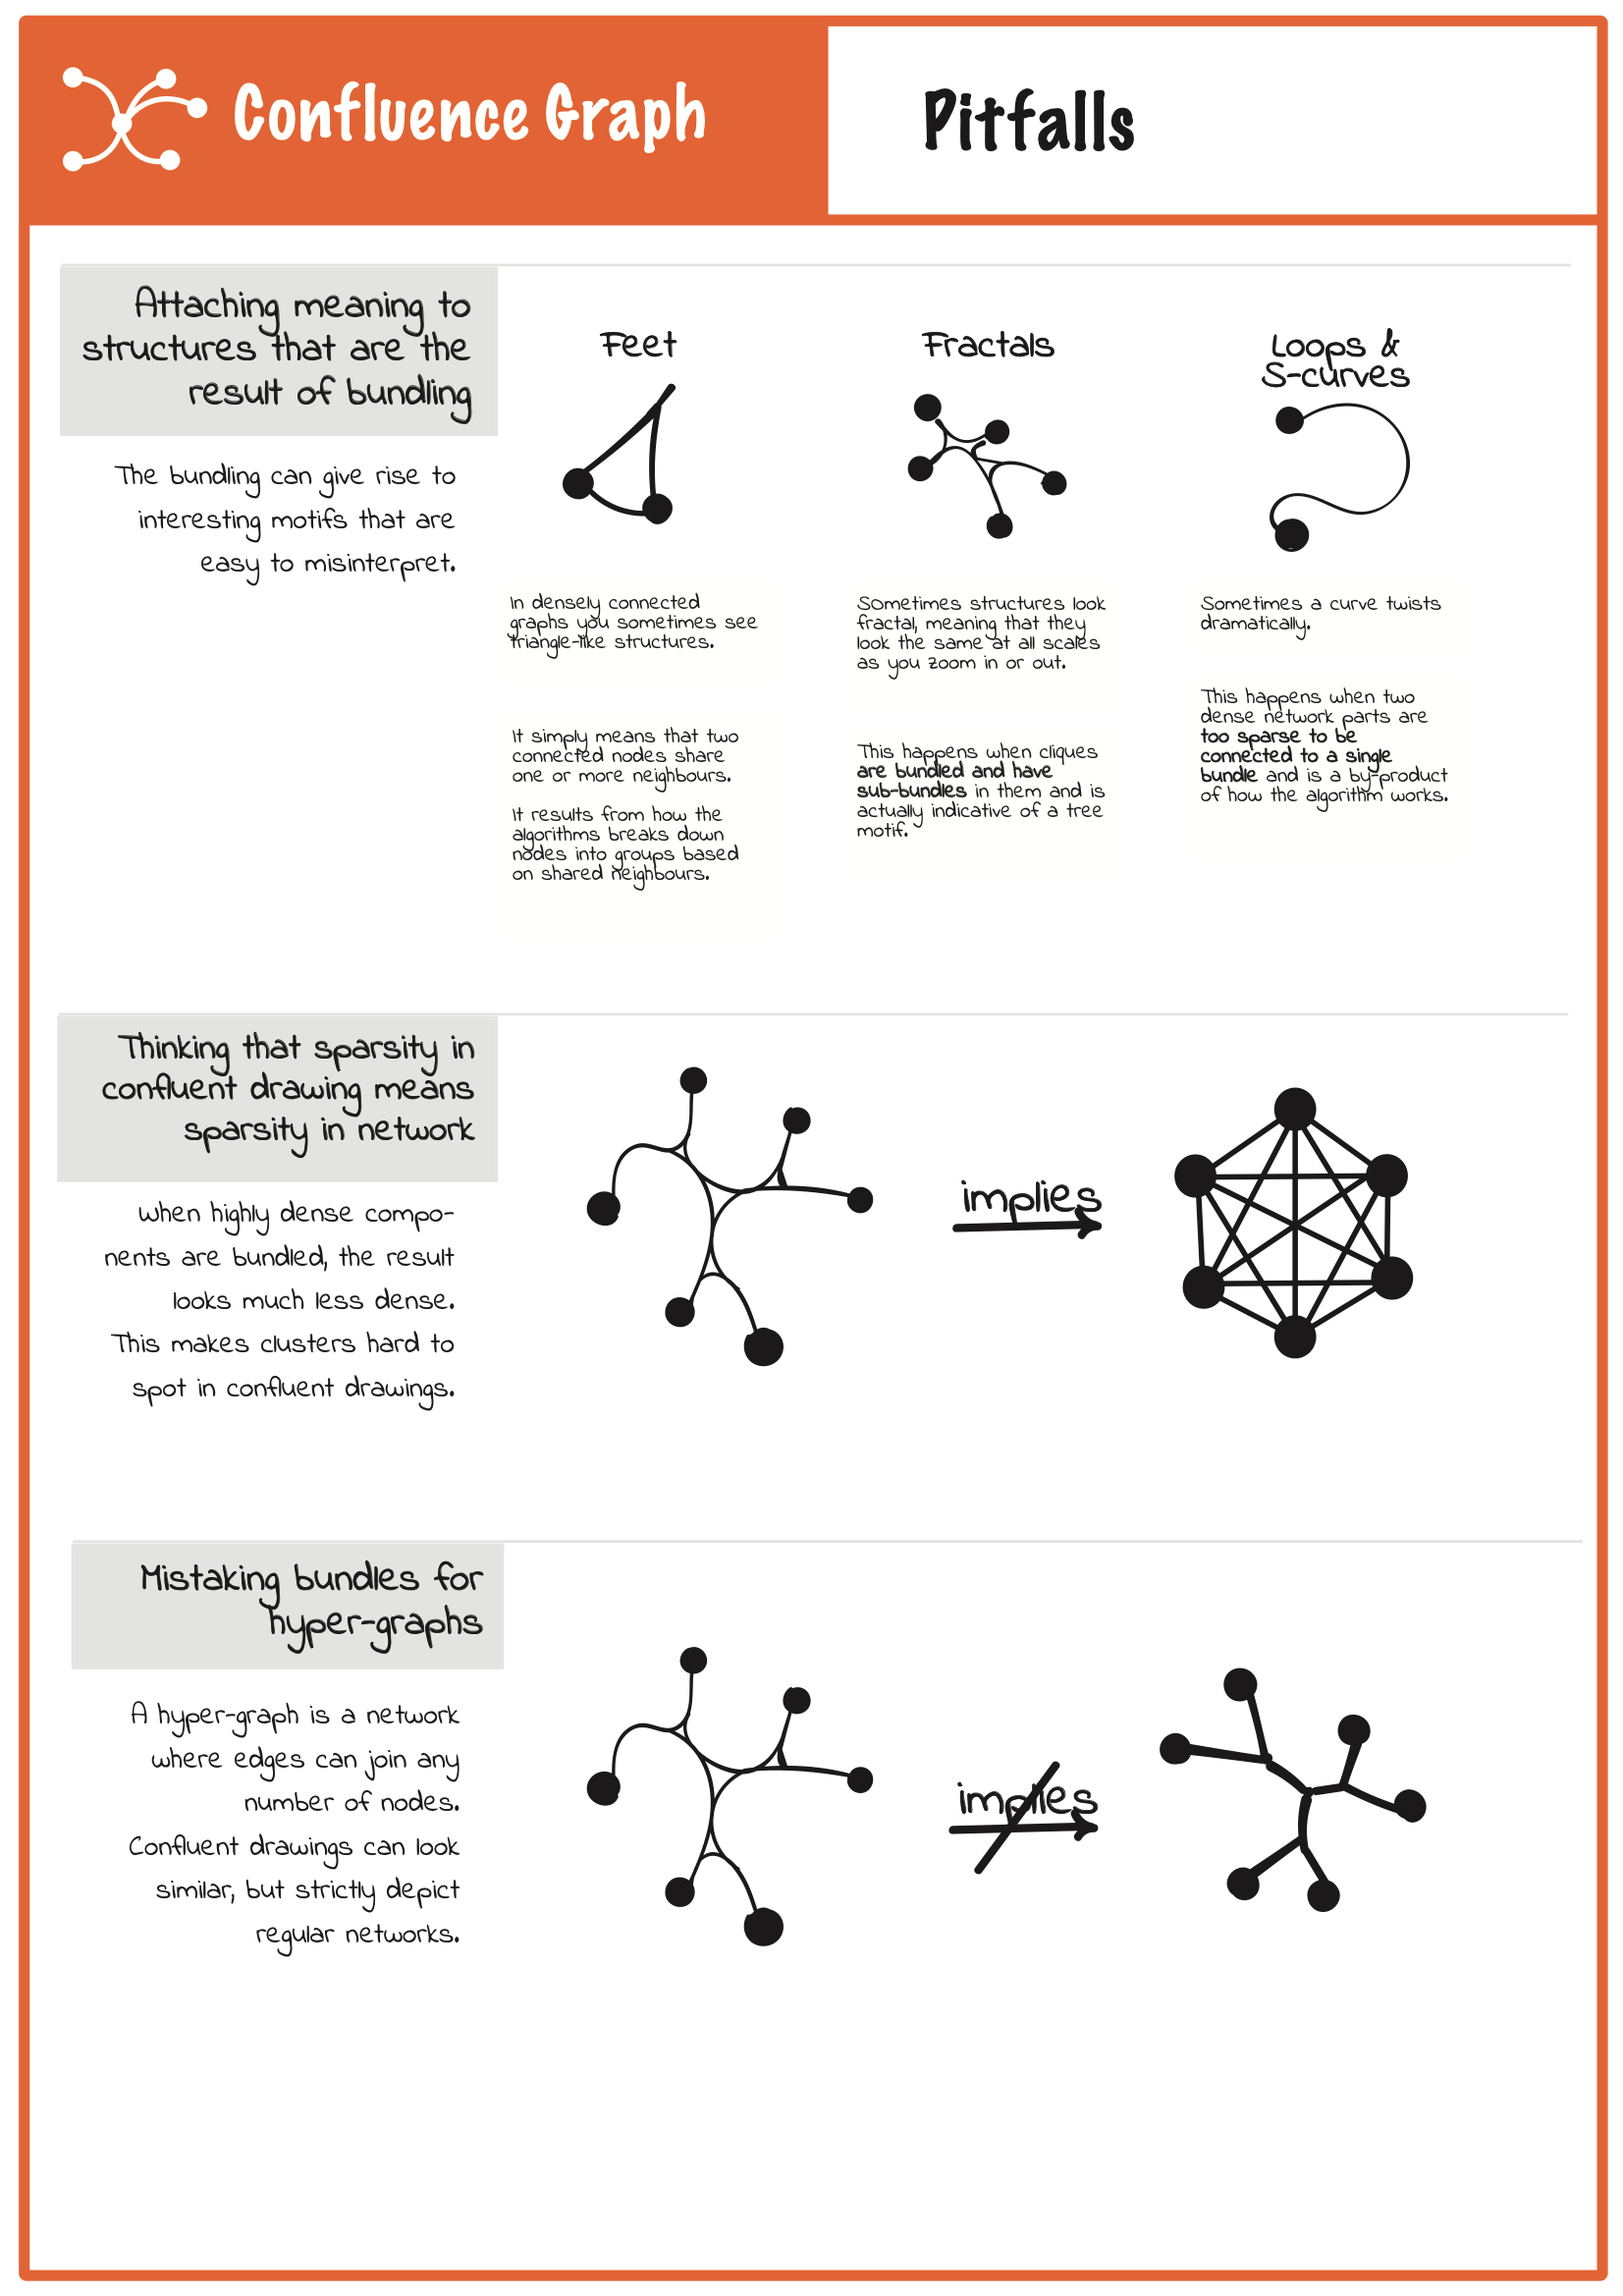 Confluence Graph
Pitfalls
Attaching meaning to
structures that are the
result of bundling
The bundling can give rise to
interesting motifs that are
easy to misinterpret.
Feet
In densely connected
graphs you sometimes see
triangle-like structures.
It simply means that two
connected nodes share
one or more neighbours.
It results from how the
algorithms breaks down
nodes into groups based
on shared neighbours.
Fractals
SOmetimes structures look
fractal, meaning that they
look the same at all scales
as you zoom in or out.
This happens when cliques
are bundled and have
sub-bundles in them and is
actually indicative of a tree
motif.
Loops &
S-curves
Sometimes a curve twists
dramatically.
This happens when two
dense network parts are
too sparse to be
connected to a single
bundle and is a by-product
of how the algorithm works.
Thinking that sparsity in
confluent drawing means
sparsity in network
When highly dense compo-
nents are bundled, the result
looks much less dense.
This makes clusters hard to
spot in confluent drawings.
implies
Mistaking bundles for
hyper-graphs
A hyper-graph is a network
where edges can join any
number of nodes.
Confluent drawings can look
similar, but strictly depict
regular networks.
implies